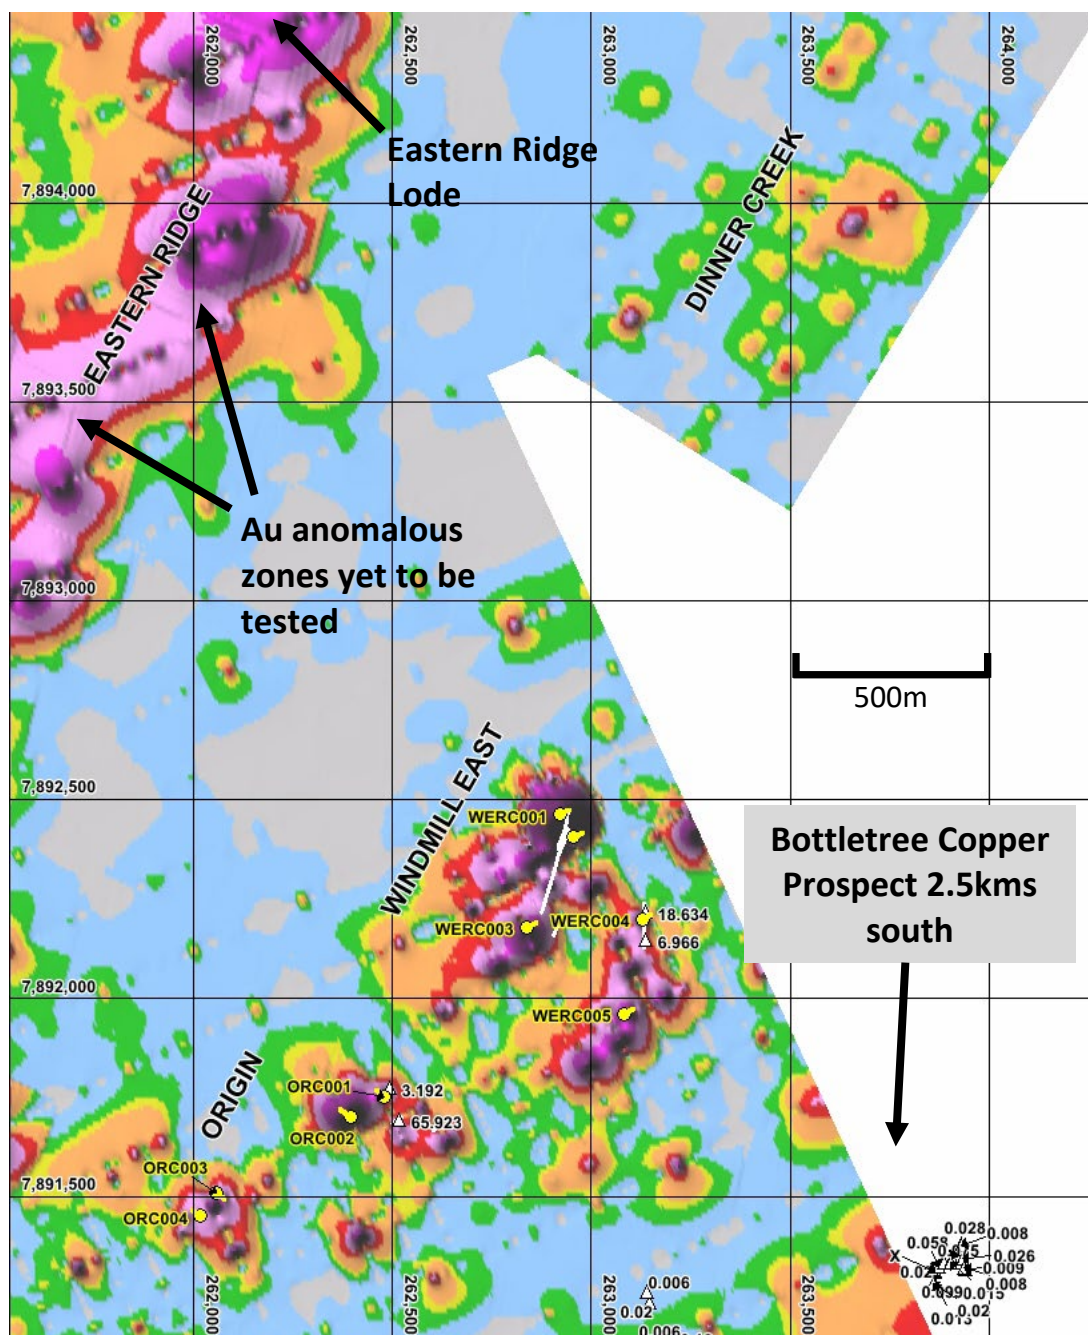 262,000
262,500
263,000
263,500
264,000
Eastern Ridge
Lode
DINNER CREEK
7,894,000
EASTERN RIDGE
7,893,500
Au anomalous
zones yet to be
tested
7,893,000
500m
WINDMILL EAST
7,892,500
WERC001
Bottletree Copper
Prospect 2.5kms
south
WERC003
WERC004
18.634
6.966
7,892,000
WERC005
ORIGIN
ORC001
3.192
ORC002
65.923
ORC003
7,891,500
ORC004
0.028
0.008
0.053
X
0.026
0.009
0.008
0.02
0.013
262,000
262,500
0.006
0.02
263,000
0.006
263,500